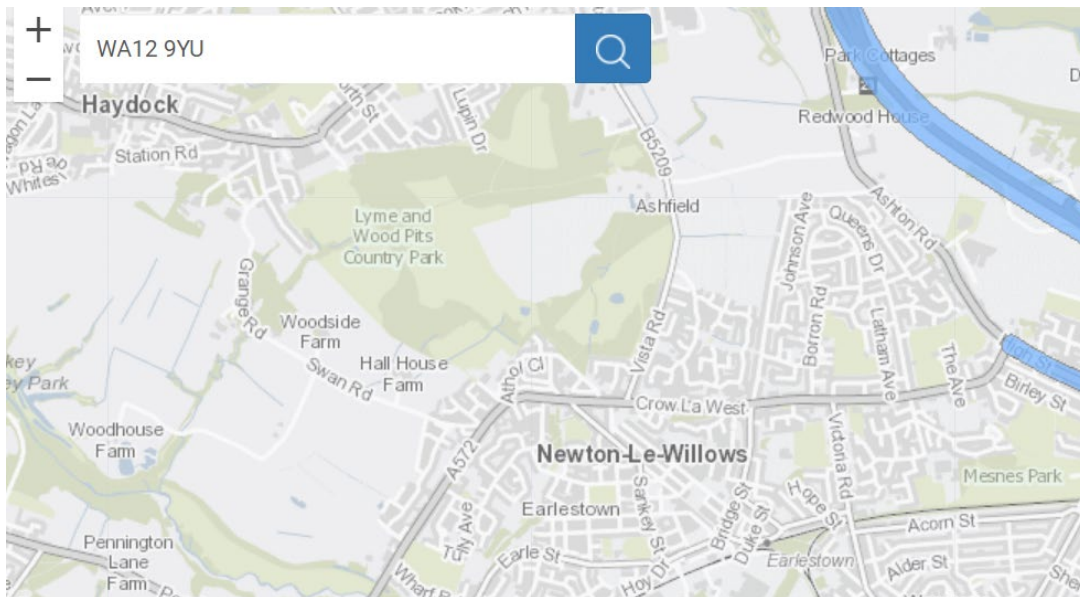 +
WA12 9YU
−
Park Cottages
Haydock
Lupin Dr
B5209
Redwood House
Station Rd
Ashfield
Ashton Rd
Johnson Ave
Queens Dr
Lyme and
Wood Pits
Country Park
Grange Rd
Woodside
Farm
Hall House
Farm
Swan Rd
Athol Cl
Vista Rd
Borron Rd
Latham Ave
The Ave
Birley St
Crow La West
Woodhouse
Farm
A572
Newton-Le-Willows
Victoria Rd
Mesnes Park
Earlestown
Sankey St
Bridge St
Duke St
Hope St
Acorn St
Pennington
Lane
Farm
Earle St
Hoy Dr
Earlestown
Alder St